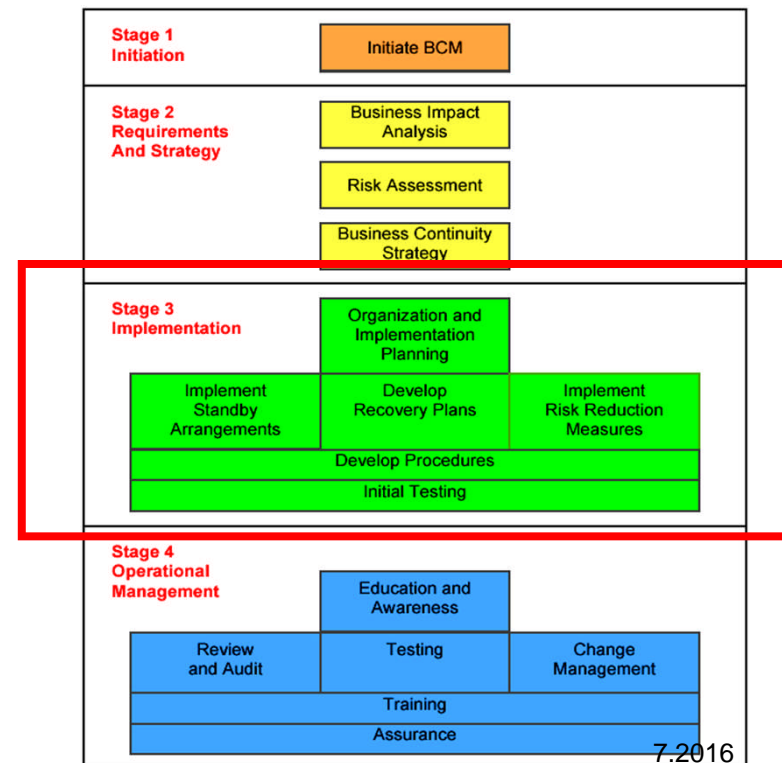 Stage 1
Initiation
Initiate BCM
Stage 2
Requirements
And Strategy
Business Impact
Analysis
Risk Assessment
Business Continuity
Strategy
Stage 3
Implementation
Organization and
Implementation
Planning
Implement
Standby
Arrangements
Develop
Recovery Plans
Implement
Risk Reduction
Measures
Develop Procedures
Initial Testing
Stage 4
Operational
Management
Education and
Awareness
Review
and Audit
Testing
Change
Management
Training
Assurance
7.2016